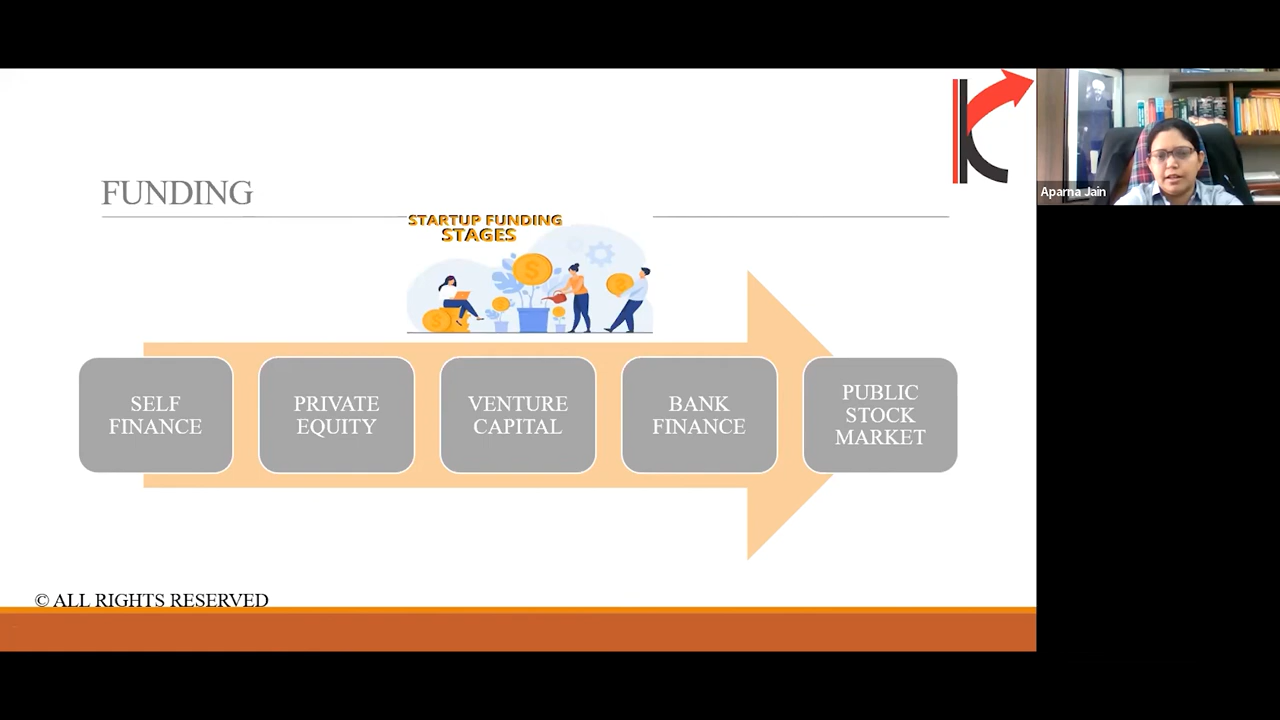 FUNDING
STARTUP FUNDING
STAGES
SELF
FINANCE
PRIVATE
EQUITY
VENTURE
CAPITAL
BANK
FINANCE
PUBLIC
STOCK
MARKET
© ALL RIGHTS RESERVED
Aparna Jain